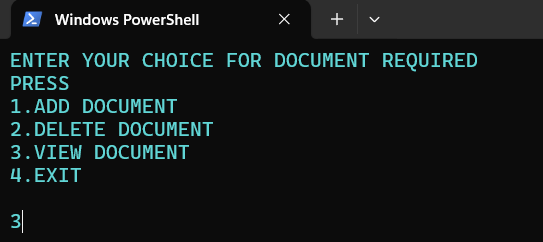 Windows PowerShell
ENTER YOUR CHOICE FOR DOCUMENT REQUIRED
PRESS
1.ADD DOCUMENT
2.DELETE DOCUMENT
3.VIEW DOCUMENT
4.EXIT
3